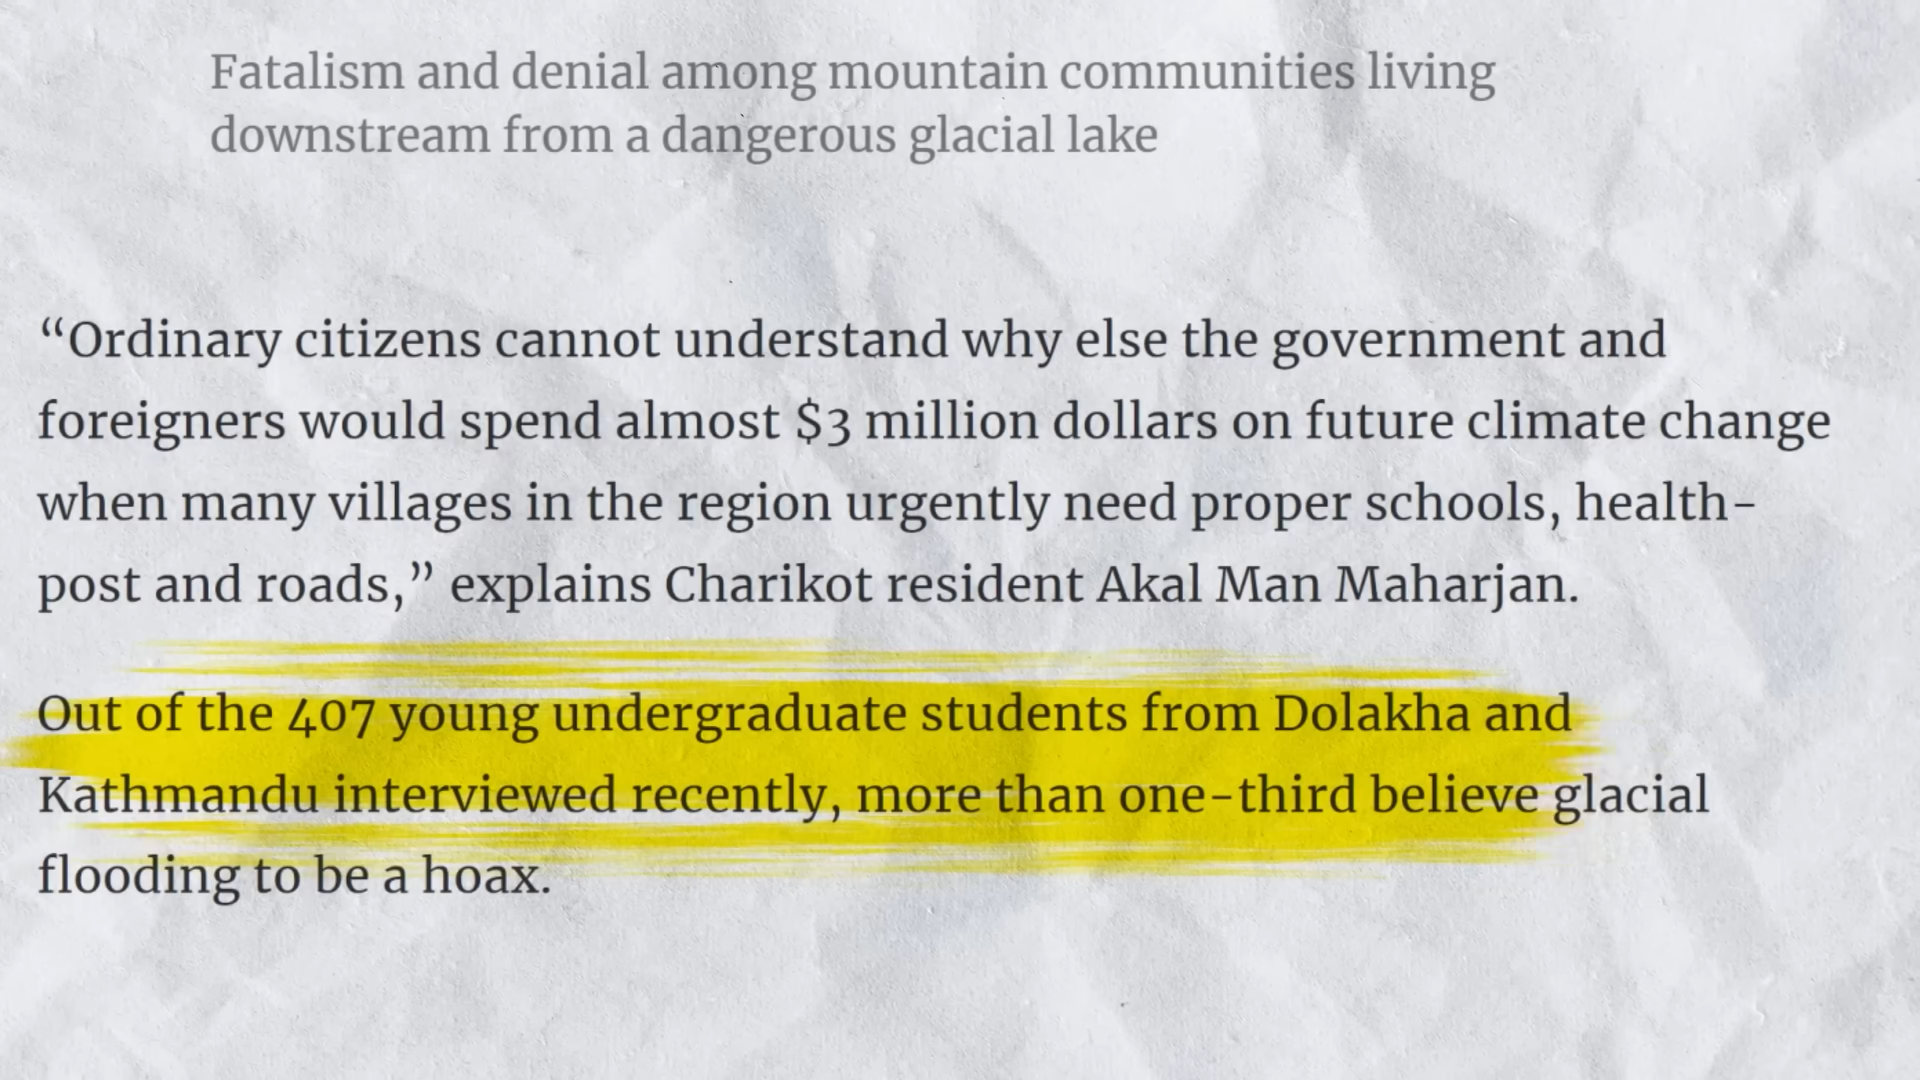 Fatalism and denial among mountain communities living
downstream from a dangerous glacial lake
“Ordinary citizens cannot understand why else the government and
foreigners would spend almost $3 million dollars on future climate change
when many villages in the region urgently need proper schools, health-
post and roads,” explains Charikot resident Akal Man Maharjan.
Out of the 407 young undergraduate students from Dolakha and
Kathmandu interviewed recently, more than one-third believe glacial
flooding to be a hoax.